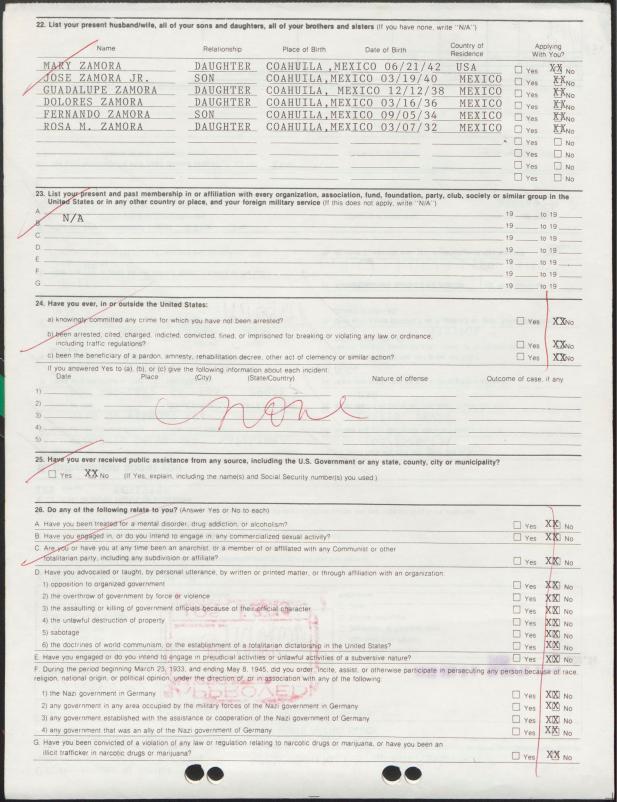 22. List your present husband/wife, all of your sons and daughters, all of your brothers and sisters (If you have none, write "N/A")
Name Relationship Place of Birth Date of Birth Country of Residence Applying With You?
MARY ZAMORA DAUGHTER COAHUILA,MEXICO 06/21/42 USA Yes XX No
JOSE ZAMORA JR. SON COAHUILA,MEXICO 03/19/40 MEXICO Yes XX No
GUADALUPE ZAMORA DAUGHTER COAHUILA, MEXICO 12/12/38 MEXICO Yes XX No
DOLORES ZAMORA DAUGHTER COAHUILA,MEXICO 03/16/36 MEXICO Yes XX No
FERNANDO ZAMORA SON COAHUILA,MEXICO 09/05/34 MEXICO Yes XX No
ROSA M. ZAMORA DAUGHTER COAHUILA,MEXICO 03/07/32 MEXICO Yes XX No
Yes No
Yes No
Yes No
Yes No
23. List your present and past membership in or affiliation with every organization, association, fund, foundation, party, club, society or similar group in the
United States or in any other country or place, and your foreign military service (If this does not apply, write "N/A")
A 19 to 19
B N/A 19 to 19
C. 19 to 19
D. 19 to 19
E. 19 to 19
F. 19 to 19
G. 19 to 19
24. Have you ever, in or outside the United States:
a) knowingly committed any crime for which you have not been arrested? Yes XX No
b) been arrested, cited, charged, indicted, convicted, fined, or imprisoned for breaking or violating any law or ordinance,
including traffic regulations? Yes XX No
c) been the beneficiary of a pardon, amnesty, rehabilitation decree, other act of clemency or similar action? Yes XX No
If you answered Yes to (a), (b), or (c) give the following information about each incident:
Date Place (City) (State/Country) Nature of offense Outcome of case, if any
1)
2)
3) none
4)
5)
25. Have you ever received public assistance from any source, including the U.S. Government or any state, county, city or municipality?
Yes XX No (If Yes, explain, including the name(s) and Social Security number(s) you used.)
26. Do any of the following relate to you? (Answer Yes or No to each)
A. Have you been treated for a mental disorder, drug addiction, or alcoholism? Yes XX No
B. Have you engaged in, or do you intend to engage in, any commercialized sexual activity? Yes XX No
C. Are you or have you at any time been an anarchist, or a member of or affiliated with any Communist or other
totalitarian party, including any subdivision or affiliate? Yes XX No
D. Have you advocated or taught, by personal utterance, by written or printed matter, or through affiliation with an organization:
1) opposition to organized government Yes XX No
2) the overthrow of government by force or violence Yes XX No
3) the assaulting or killing of government officials because of their official character Yes XX No
4) the unlawful destruction of property Yes XX No
5) sabotage Yes XX No
6) the doctrines of world communism, or the establishment of a totalitarian dictatorship in the United States? Yes XX No
E. Have you engaged or do you intend to engage in prejudicial activities or unlawful activities of a subversive nature? Yes XX No
F. During the period beginning March 23, 1933, and ending May 8, 1945, did you order, incite, assist, or otherwise participate in persecuting any person because of race,
religion, national origin, or political opinion, under the direction of, or in association with any of the following:
1) the Nazi government in Germany Yes XX No
2) any government in any area occupied by the military forces of the Nazi government in Germany Yes XX No
3) any government established with the assistance or cooperation of the Nazi government of Germany Yes XX No
4) any government that was an ally of the Nazi government of Germany Yes XX No
G. Have you been convicted of a violation of any law or regulation relating to narcotic drugs or marijuana, or have you been an
illicit trafficker in narcotic drugs or marijuana? Yes XX No
APPROVED